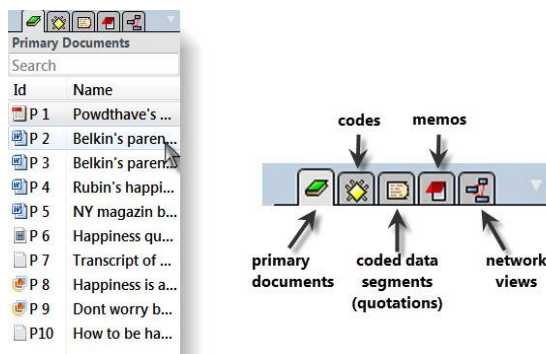 Primary Documents
Search
Id Name
P 1 Powdthave's ...
P 2 Belkin's paren...
P 3 Belkin's paren...
P 4 Rubin's happi...
P 5 NY magazin b...
P 6 Happiness qu...
P 7 Transcript of ...
P 8 Happiness is a...
P 9 Dont worry b...
P10 How to be ha...
codes memos
primary
documents
coded data
segments
(quotations)
network
views